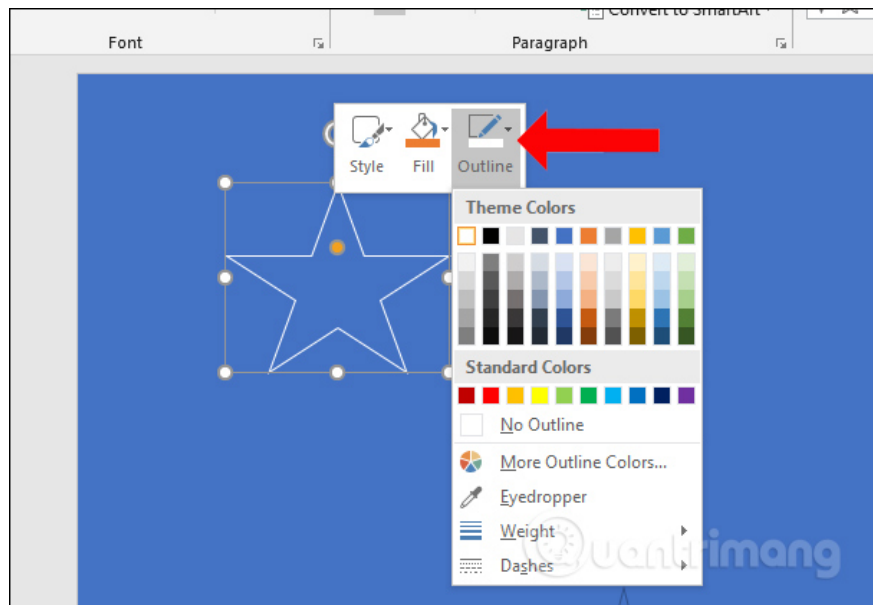 Convert to SmartArt
Font
Paragraph
Style
Fill
Outline
Theme Colors
Standard Colors
No Outline
More Outline Colors...
Eyedropper
Weight
Dashes
Quantrimang